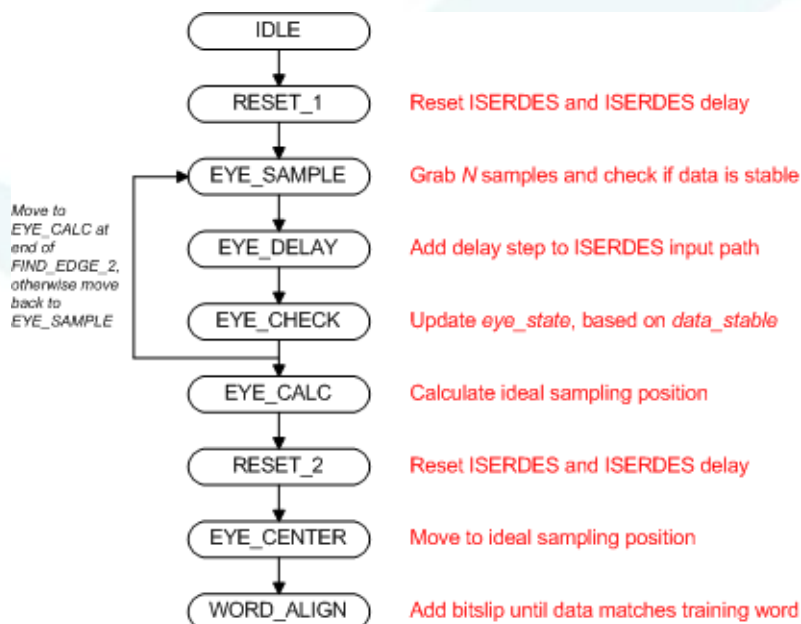 IDLE
RESET_1
Reset ISERDES and ISERDES delay
EYE_SAMPLE
Grab N samples and check if data is stable
Move to
EYE_CALC at
end of
FIND_EDGE_2,
otherwise move
back to
EYE_SAMPLE
EYE_DELAY
Add delay step to ISERDES input path
EYE_CHECK
Update eye_state, based on data_stable
EYE_CALC
Calculate ideal sampling position
RESET_2
Reset ISERDES and ISERDES delay
EYE_CENTER
Move to ideal sampling position
WORD_ALIGN
Add bitslip until data matches training word